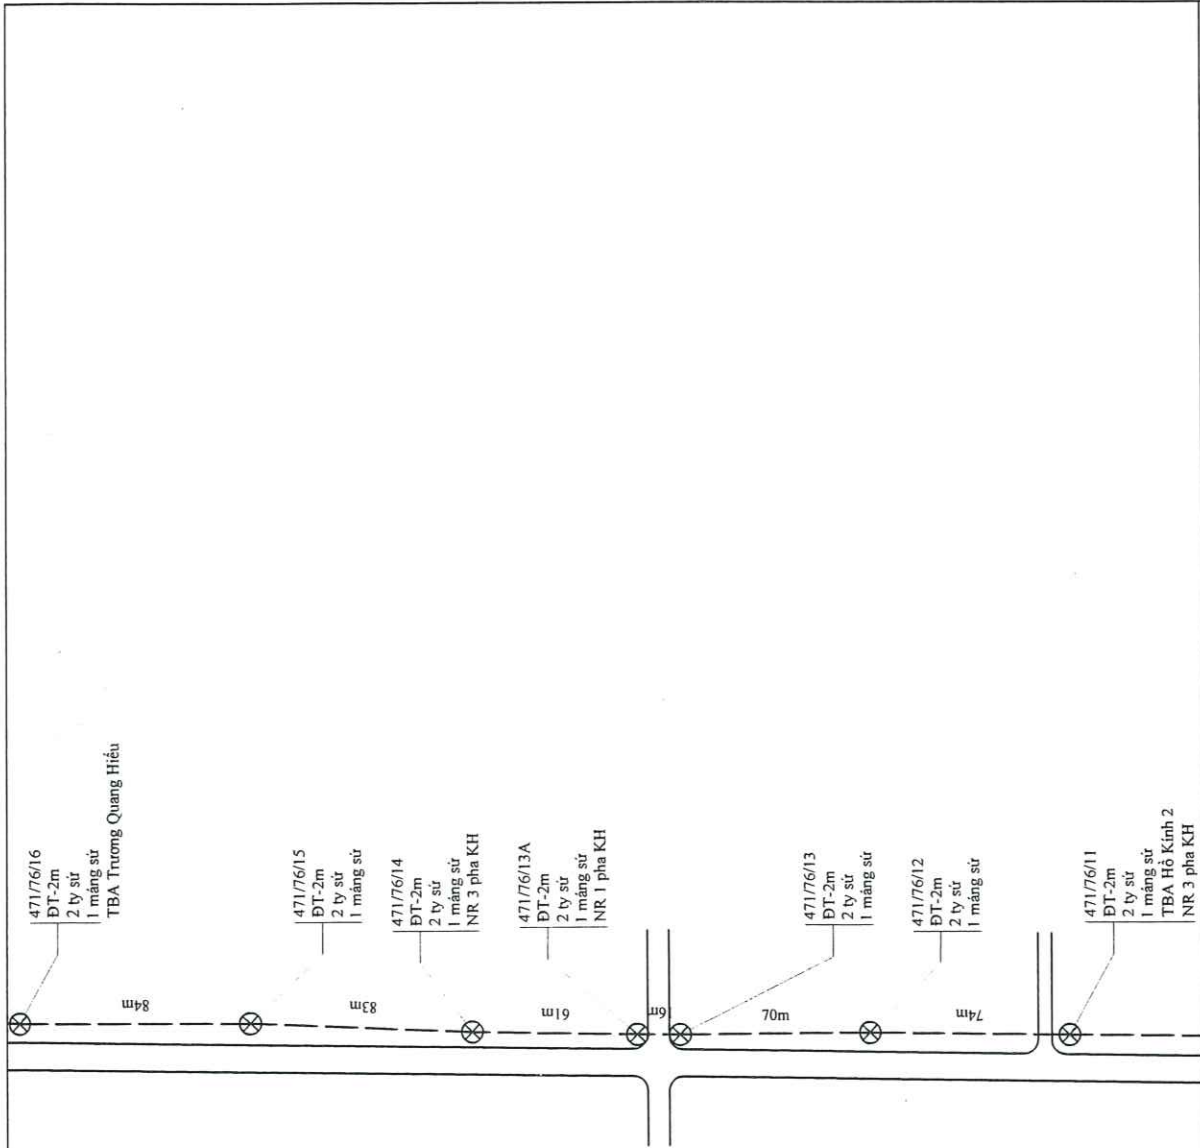 471/76/16
ĐT-2m
2 ty sứ
1 máng sứ
TBA Trương Quang Hiếu
471/76/15
ĐT-2m
2 ty sứ
1 máng sứ
471/76/14
ĐT-2m
2 ty sứ
1 máng sứ
NR 3 pha KH
471/76/13A
ĐT-2m
2 ty sứ
1 máng sứ
NR 1 pha KH
471/76/13
ĐT-2m
2 ty sứ
1 máng sứ
471/76/12
ĐT-2m
2 ty sứ
1 máng sứ
471/76/11
ĐT-2m
2 ty sứ
1 máng sứ
TBA Hồ Kính 2
NR 3 pha KH
84m
83m
61m
70m
74m